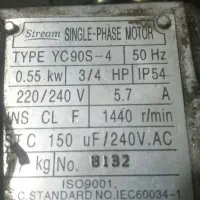 Stream SINGLE-PHASE MOTOR
TYPE YC90S-4 50 Hz
0.55 kW 3/4 HP IP54
220/240 V 5.7 A
INS CL F 1440 r/min
C 150 uF/240V.AC
kg No. 8132
ISO9001,
C.STANDARD NO.IEC60034-1